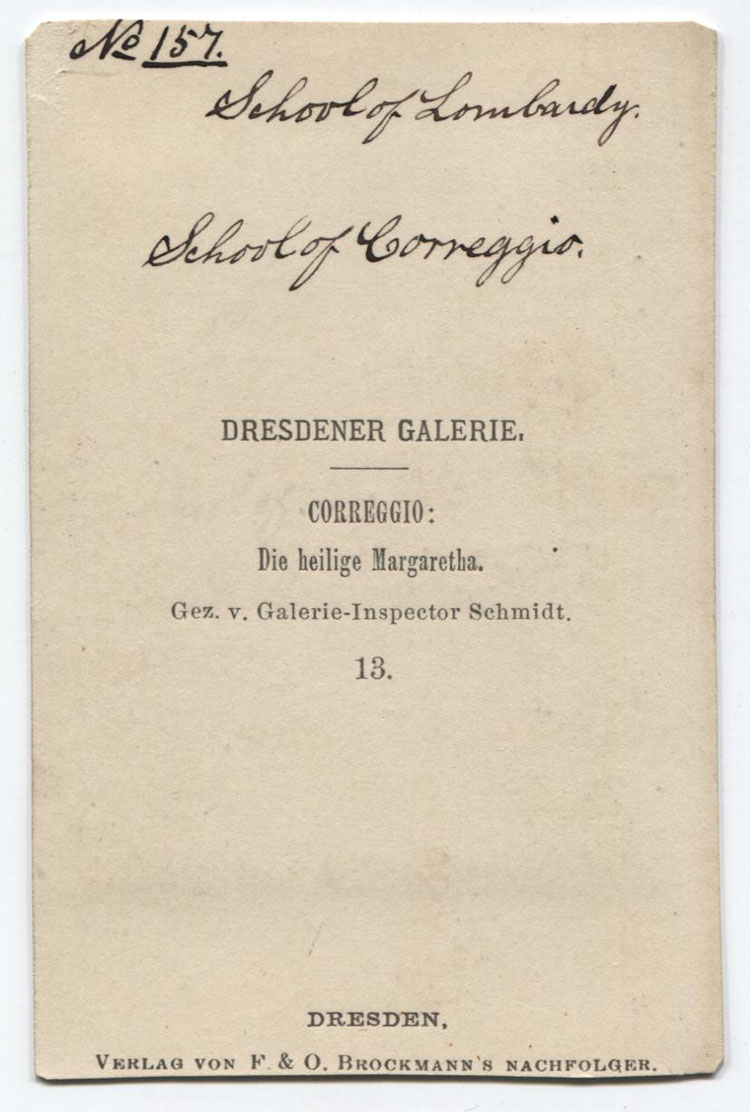 No 157.
School of Lombardy.
School of Correggio.
DRESDENER GALERIE.
CORREGGIO:
Die heilige Margaretha.
Gez. v. Galerie-Inspector Schmidt.
13.
DRESDEN,
VERLAG VON F. & O. BROCKMANN'S NACHFOLGER.